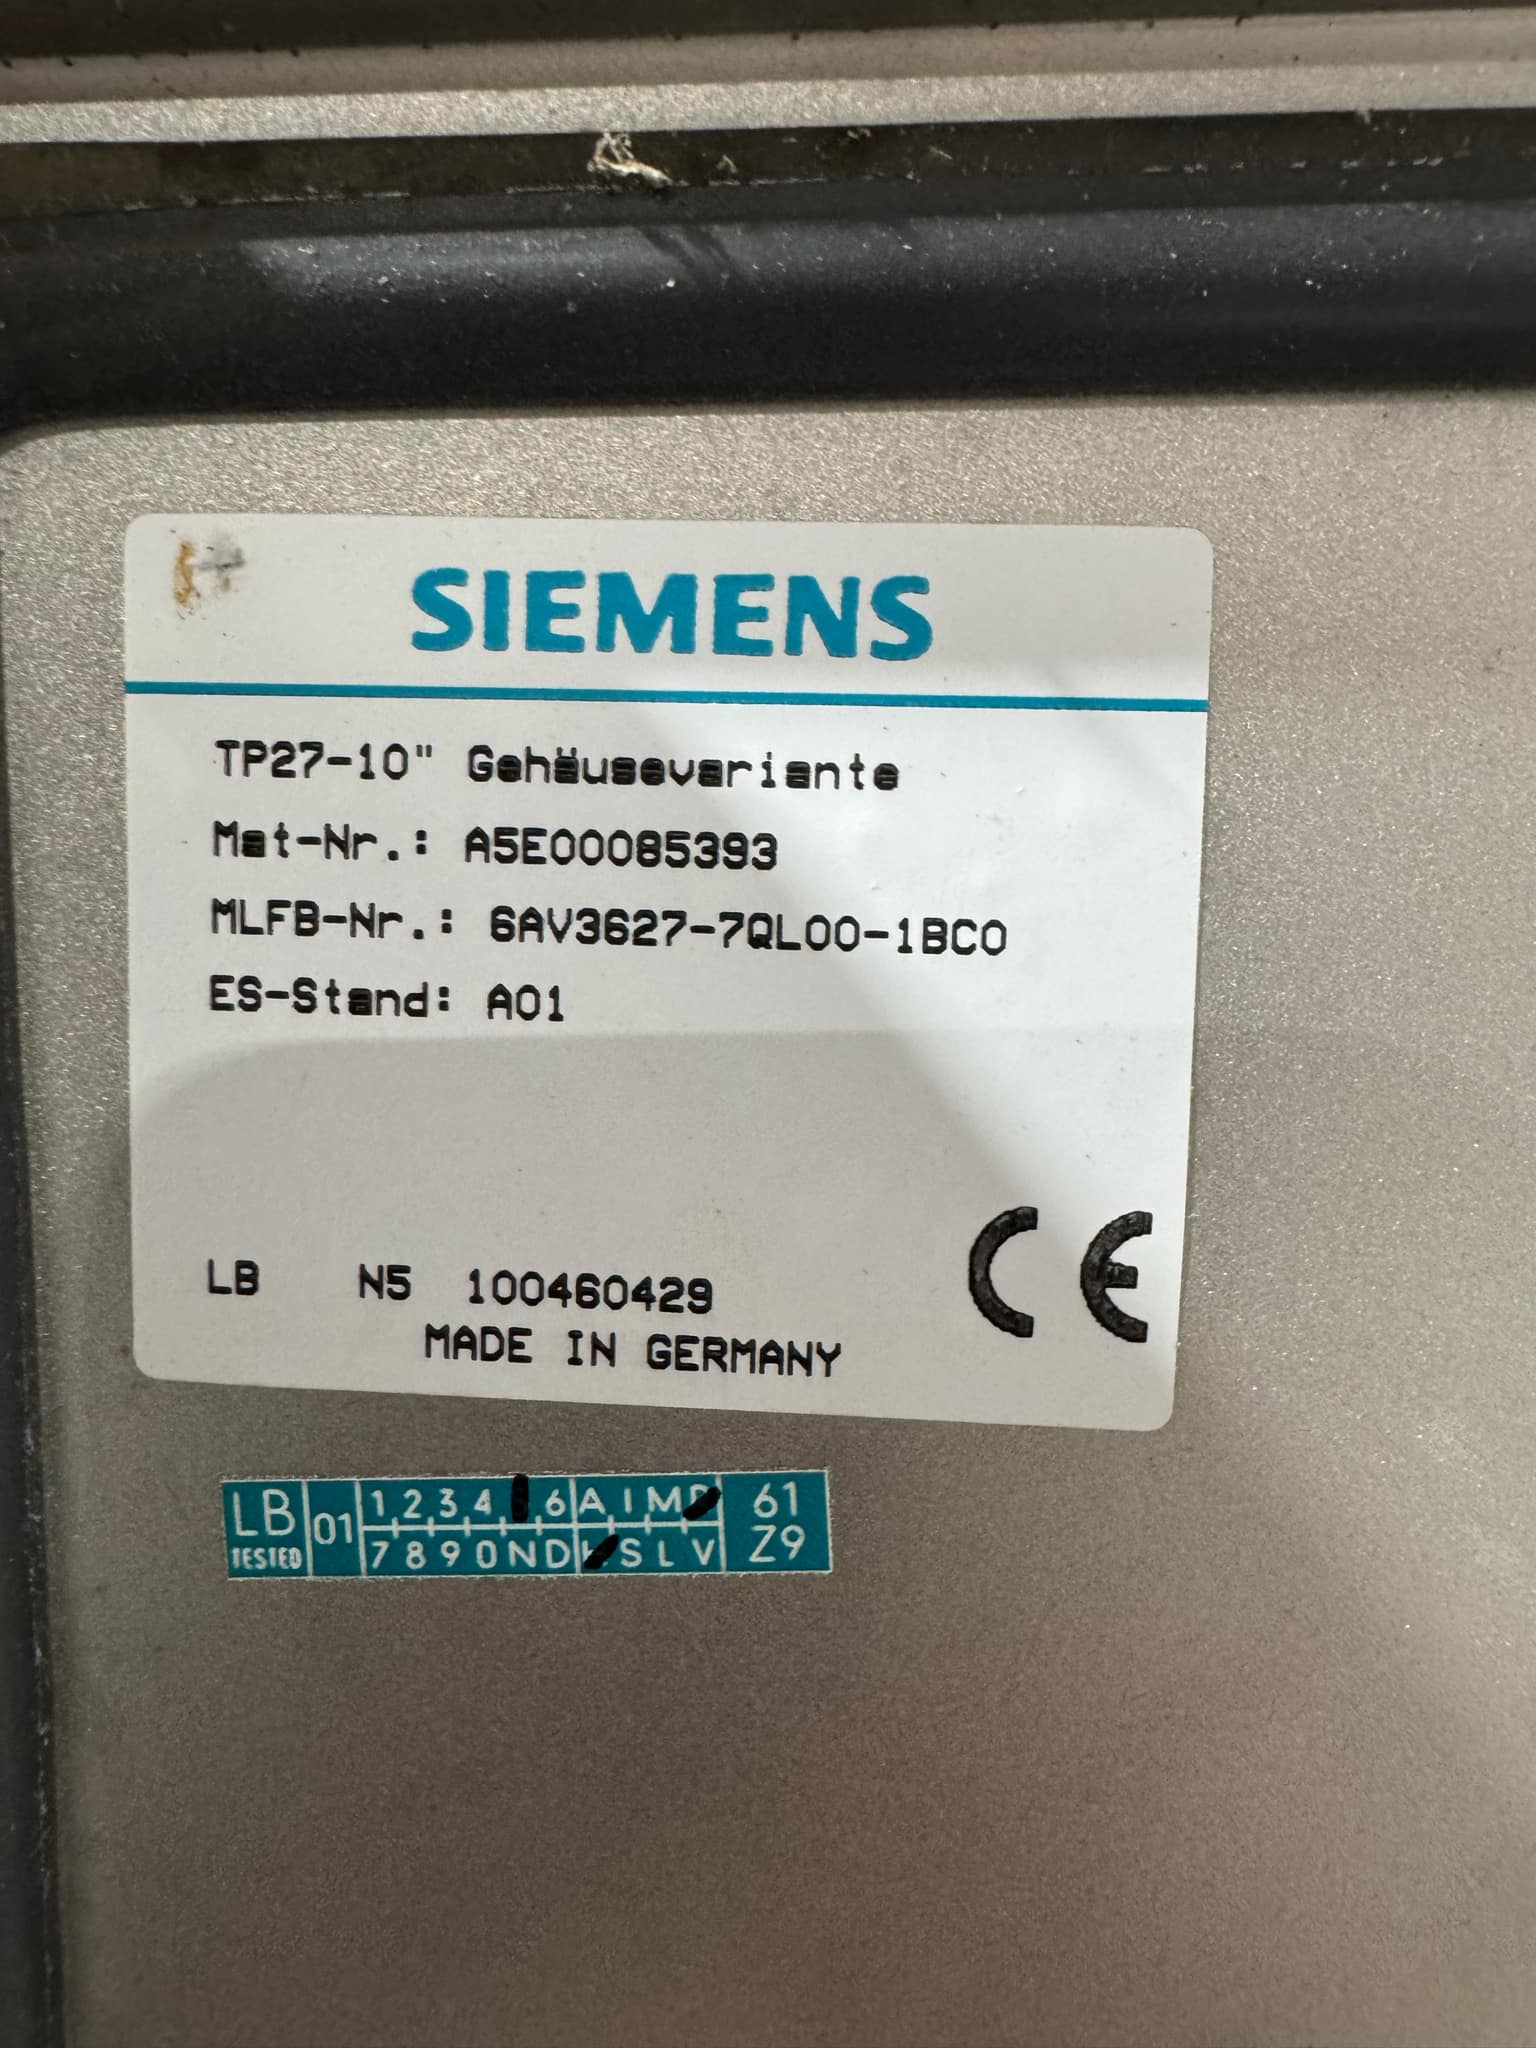 SIEMENS
TP27-10" Gehäusevariante
Mat-Nr.: A5E00085393
MLFB-Nr.: 6AV3627-7QL00-1BC0
ES-Stand: A01
LB N5 100460429
MADE IN GERMANY
CE
LB TESTED 01
1,2,3,4 ,6 A I M
7 8 9 0 N D S L V
61
Z9